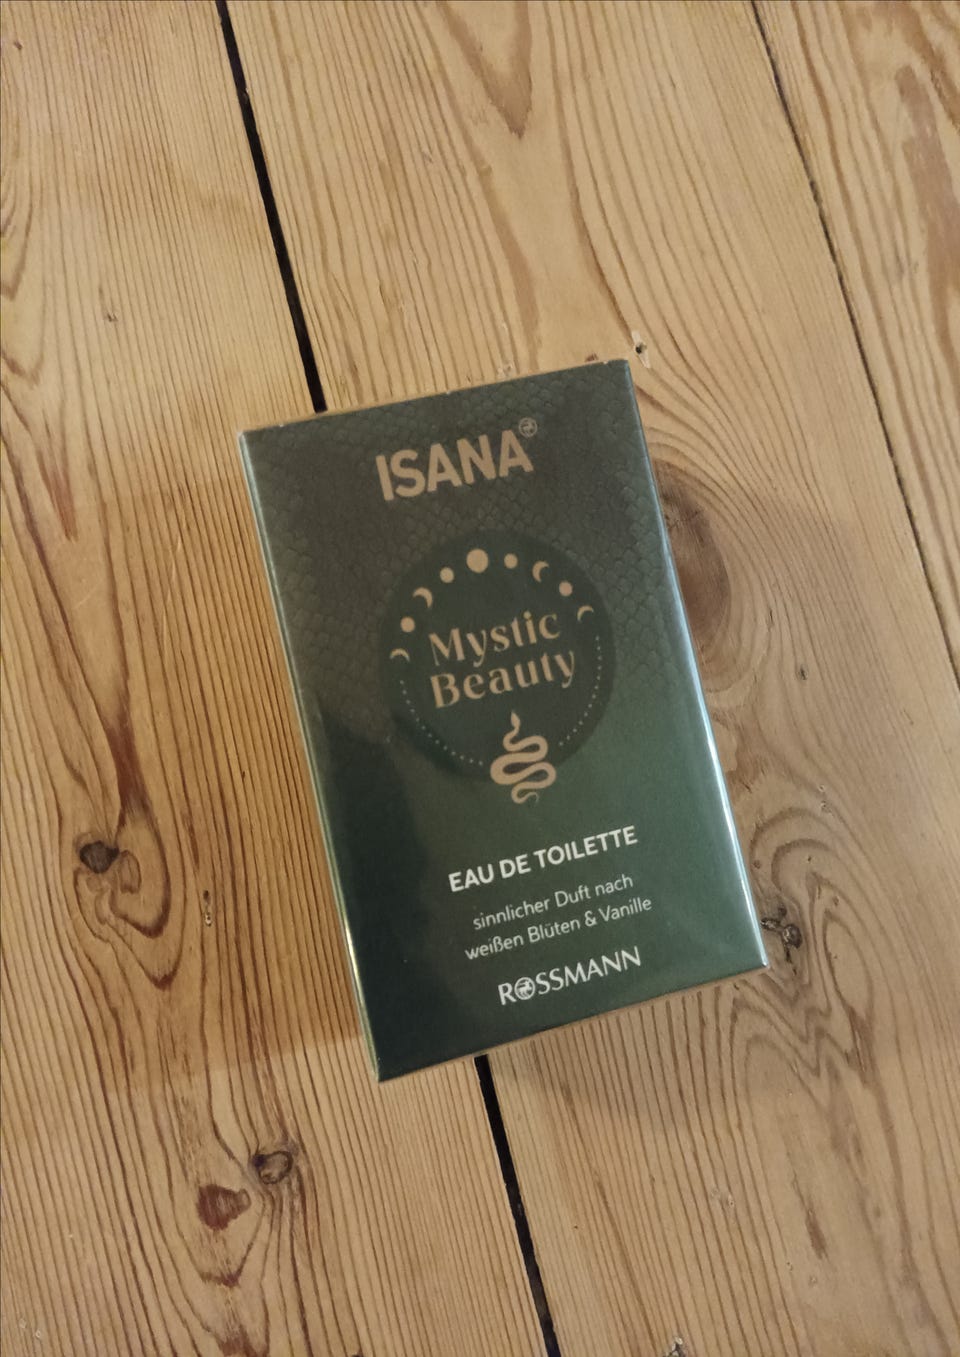 ISANA
Mystic
Beauty
EAU DE TOILETTE
sinnlicher Duft nach
weißen Blüten & Vanille
ROSSMANN